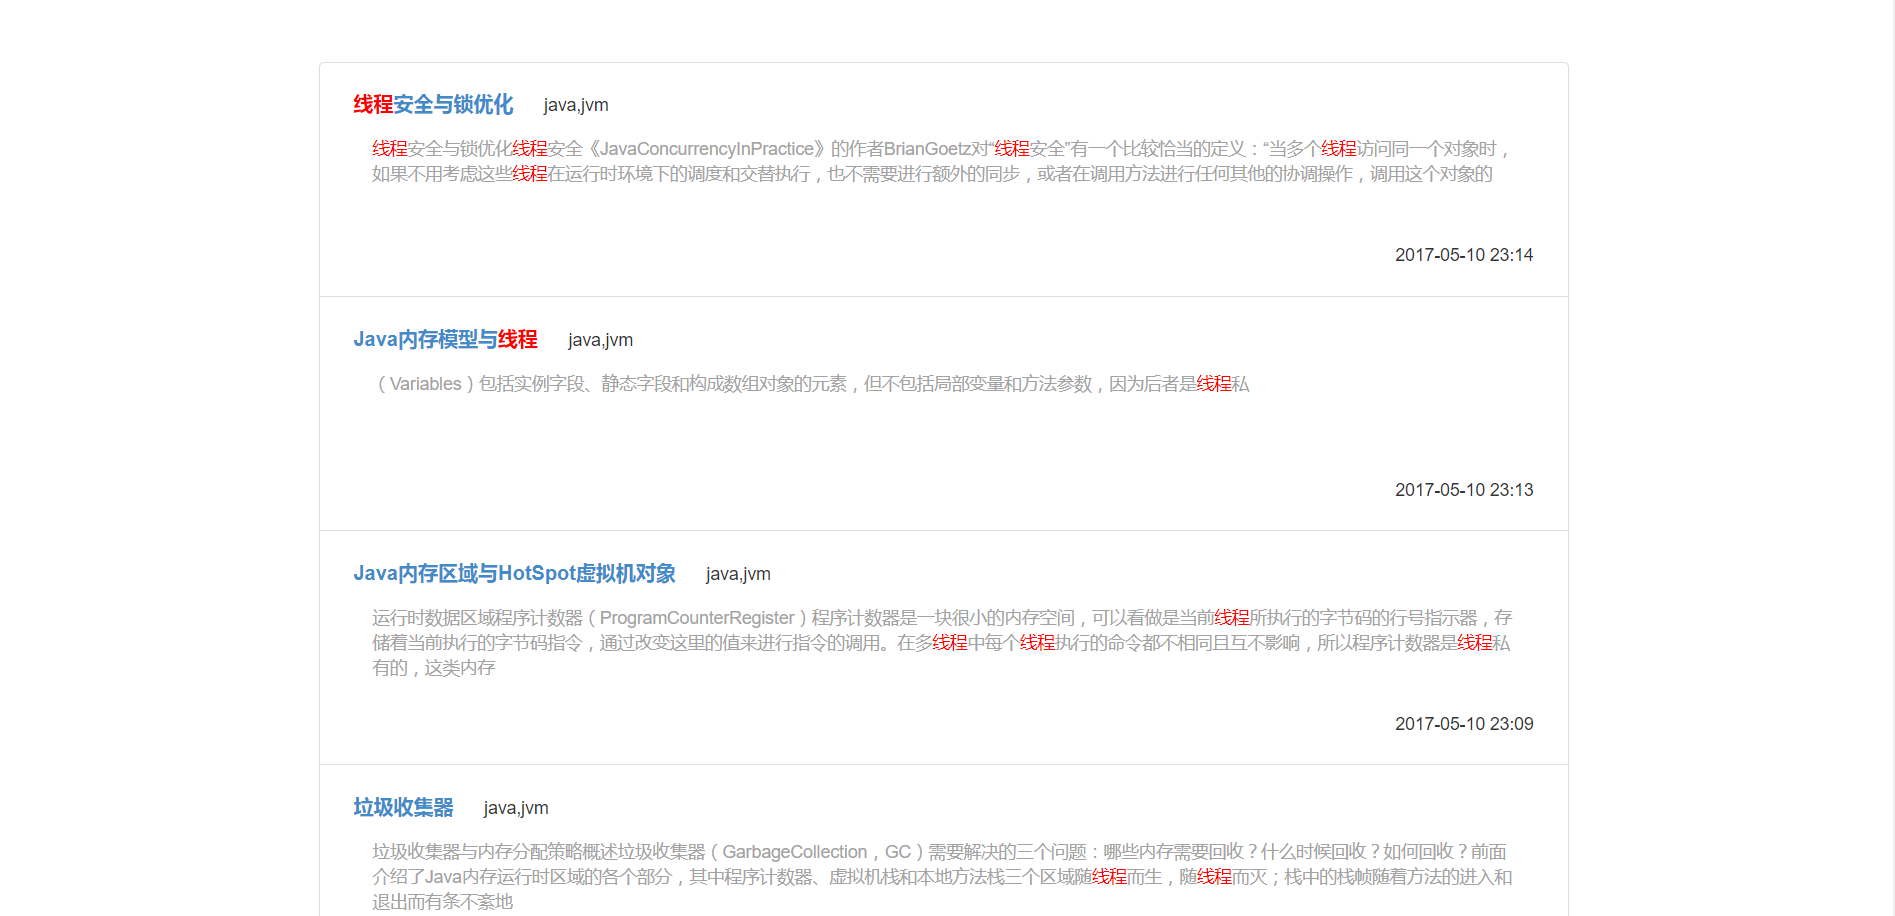 线程安全与锁优化 java,jvm
线程安全与锁优化线程安全《JavaConcurrencyInPractice》的作者BrianGoetz对“线程安全”有一个比较恰当的定义：“当多个线程访问同一个对象时，
如果不用考虑这些线程在运行时环境下的调度和交替执行，也不需要进行额外的同步，或者在调用方法进行任何其他的协调操作，调用这个对象的
2017-05-10 23:14
Java内存模型与线程 java,jvm
（Variables）包括实例字段、静态字段和构成数组对象的元素，但不包括局部变量和方法参数，因为后者是线程私
2017-05-10 23:13
Java内存区域与HotSpot虚拟机对象 java,jvm
运行时数据区域程序计数器（ProgramCounterRegister）程序计数器是一块很小的内存空间，可以看做是当前线程所执行的字节码的行号指示器，存
储着当前执行的字节码指令，通过改变这里的值来进行指令的调用。在多线程中每个线程执行的命令都不相同且互不影响，所以程序计数器是线程私
有的，这类内存
2017-05-10 23:09
垃圾收集器 java,jvm
垃圾收集器与内存分配策略概述垃圾收集器（GarbageCollection，GC）需要解决的三个问题：哪些内存需要回收？什么时候回收？如何回收？前面
介绍了Java内存运行时区域的各个部分，其中程序计数器、虚拟机栈和本地方法栈三个区域随线程而生，随线程而灭；栈中的栈帧随着方法的进入和
退出而有条不紊地